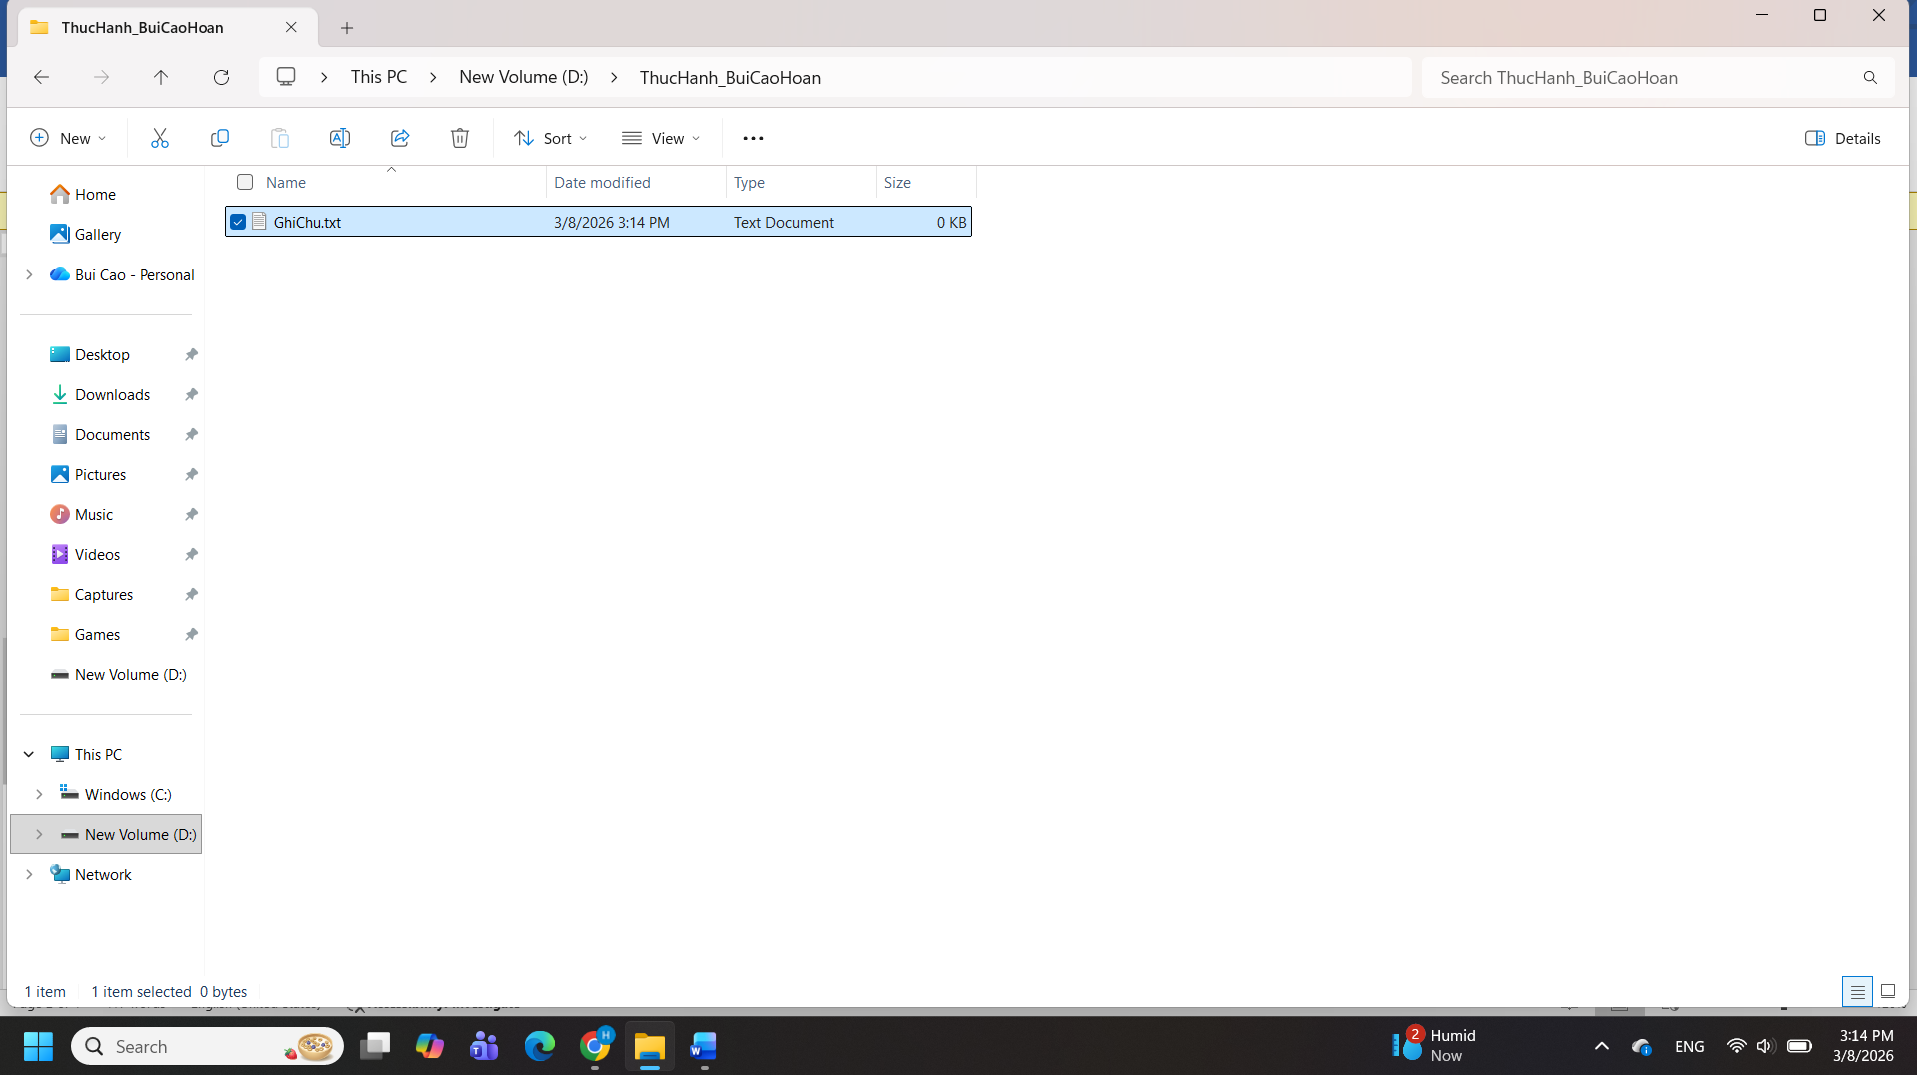 ThucHanh_BuiCaoHoan
This PC
New Volume (D:)
ThucHanh_BuiCaoHoan
Search ThucHanh_BuiCaoHoan
New
Sort
View
Details
Name
Date modified
Type
Size
GhiChu.txt
3/8/2026 3:14 PM
Text Document
0 KB
Home
Gallery
Bui Cao - Personal
Desktop
Downloads
Documents
Pictures
Music
Videos
Captures
Games
New Volume (D:)
This PC
Windows (C:)
New Volume (D:)
Network
1 item
1 item selected 0 bytes
Search
H
T
W
2
Humid
Now
ENG
3:14 PM
3/8/2026